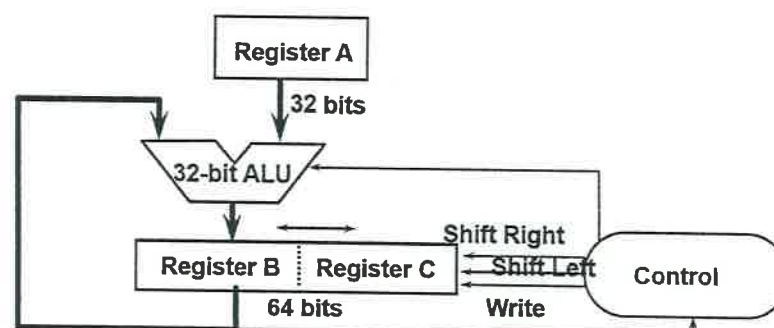 Register A
32 bits
32-bit ALU
Shift Right
Register B Register C Shift Left Control
64 bits Write